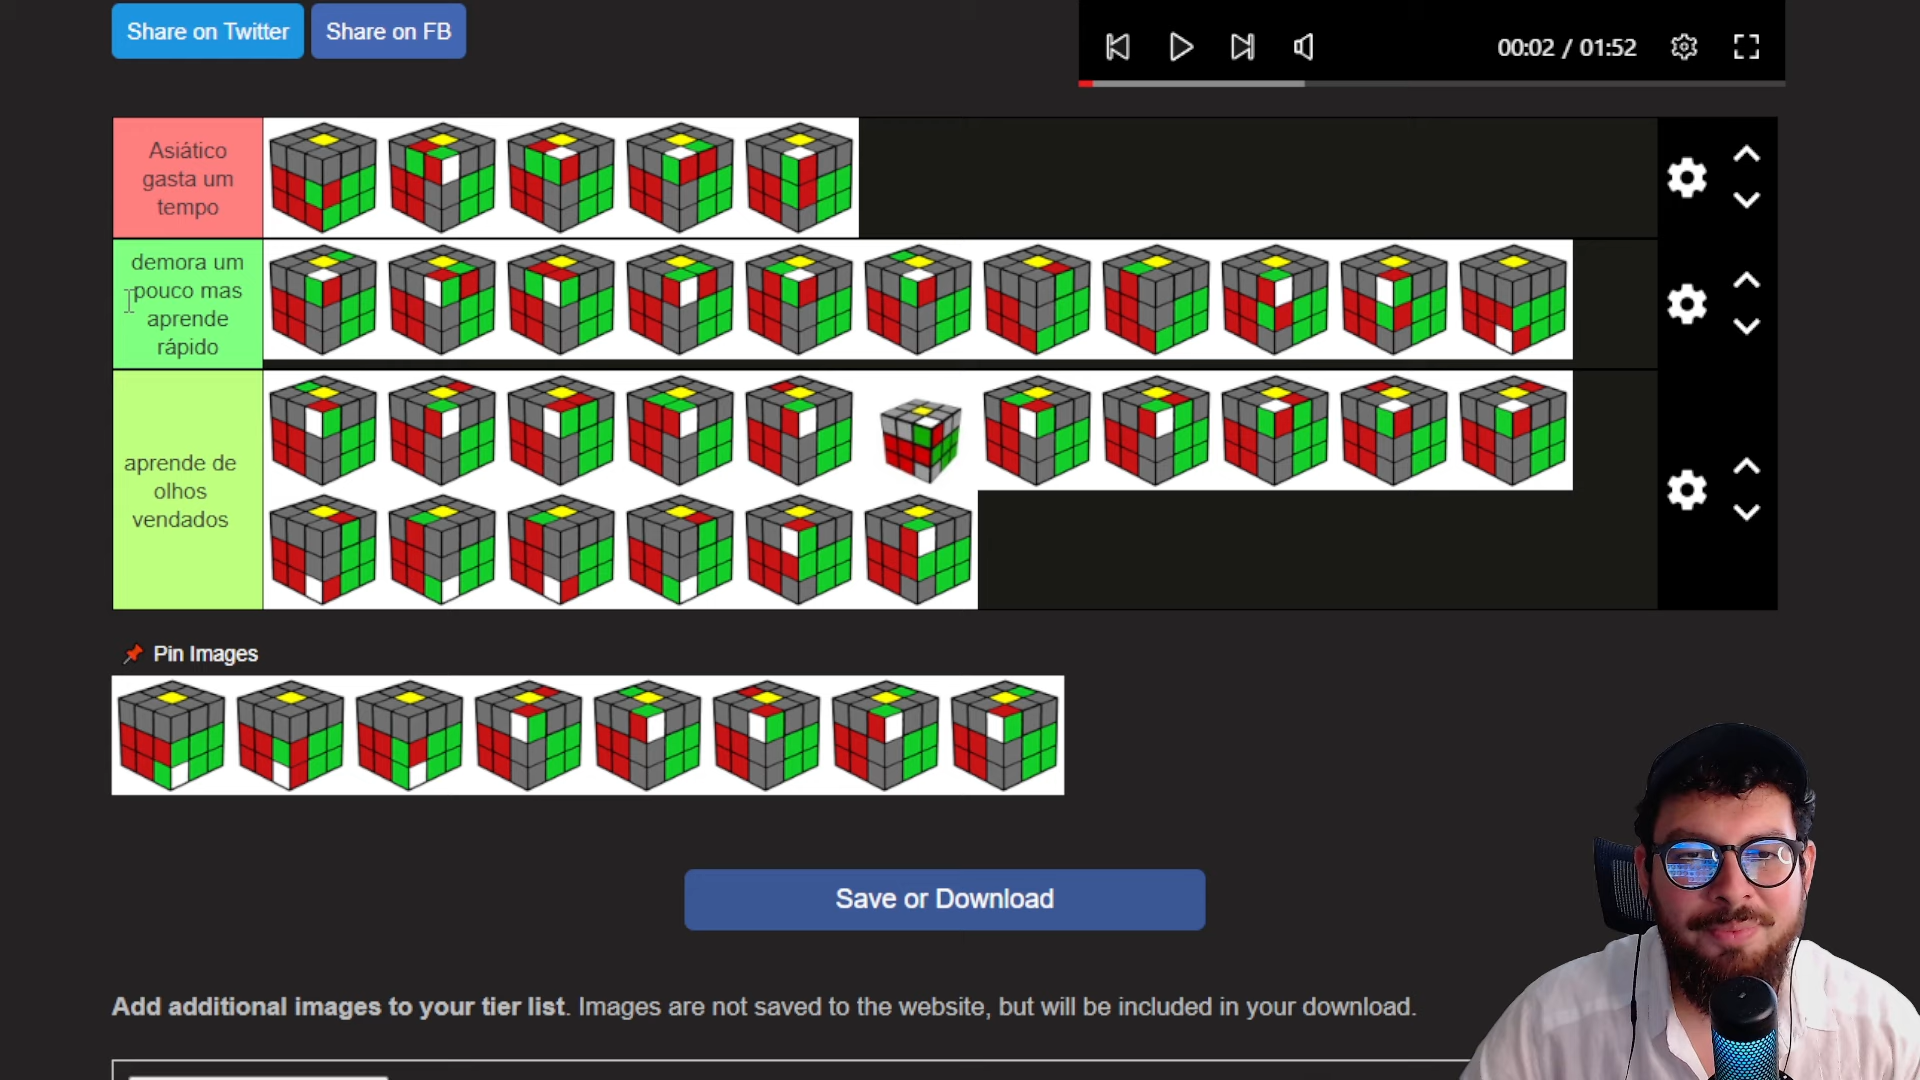 Share on Twitter
Share on FB
00:02 / 01:52
Asiático
gasta um
tempo
demora um
pouco mas
aprende
rápido
aprende de
olhos
vendados
Pin Images
Save or Download
Add additional images to your tier list. Images are not saved to the website, but will be included in your download.